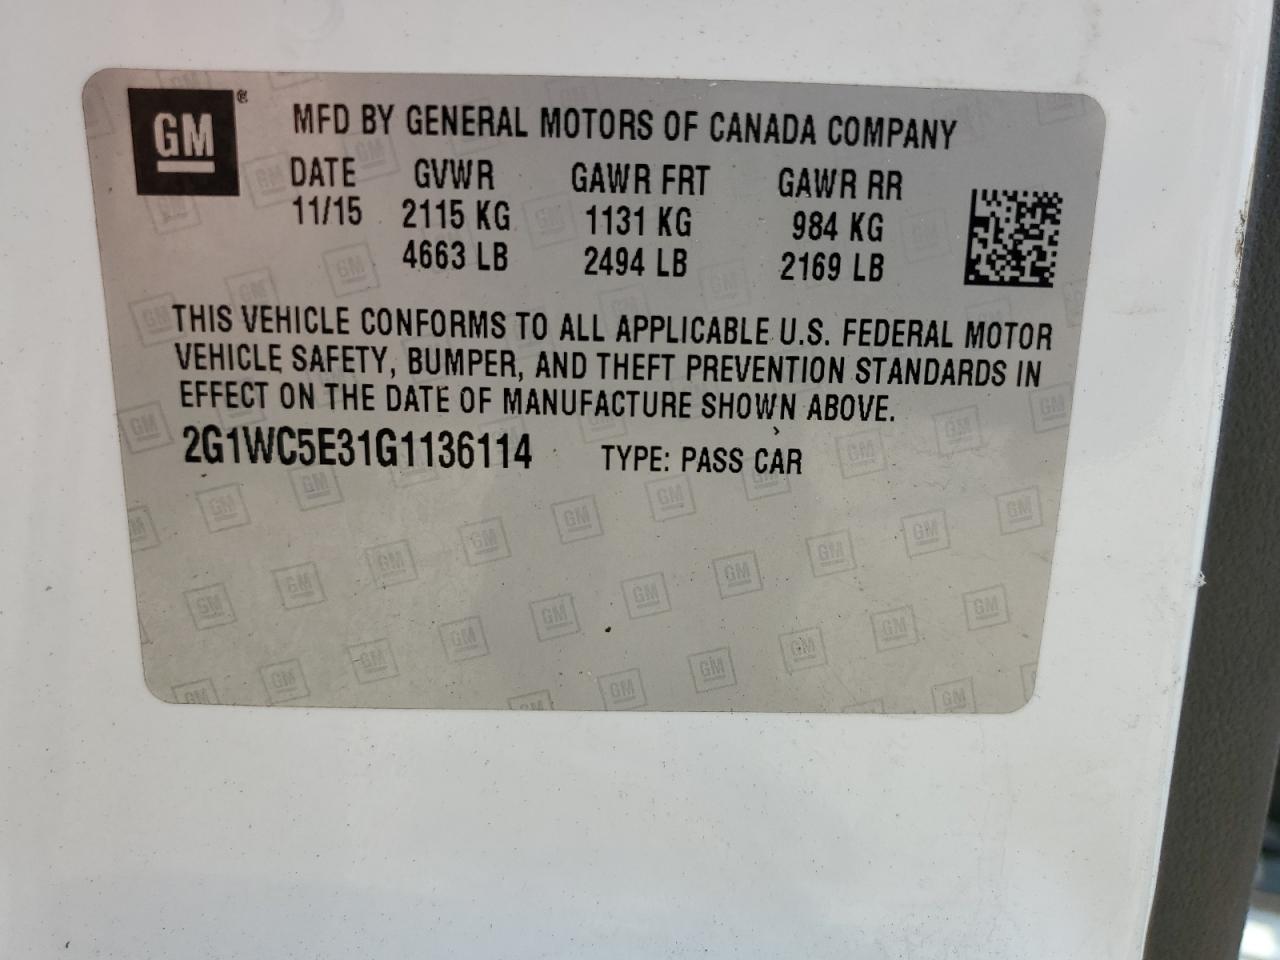 GM ®
MFD BY GENERAL MOTORS OF CANADA COMPANY
DATE GVWR GAWR FRT GAWR RR
11/15 2115 KG 1131 KG 984 KG
4663 LB 2494 LB 2169 LB
THIS VEHICLE CONFORMS TO ALL APPLICABLE U.S. FEDERAL MOTOR
VEHICLE SAFETY, BUMPER, AND THEFT PREVENTION STANDARDS IN
EFFECT ON THE DATE OF MANUFACTURE SHOWN ABOVE.
2G1WC5E31G1136114 TYPE: PASS CAR